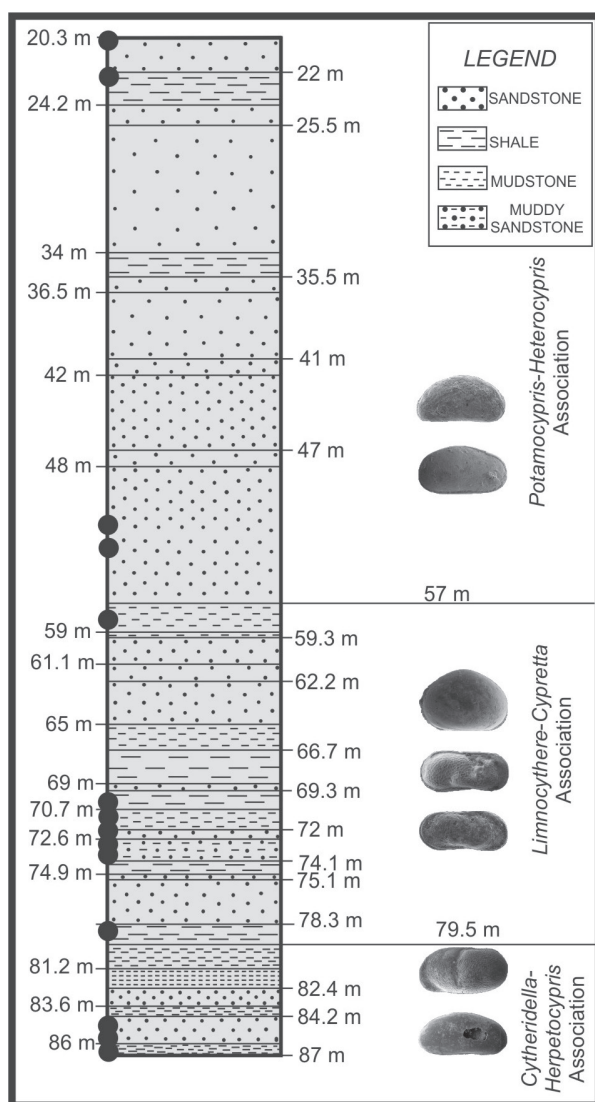 20.3 m
22 m
24.2 m
25.5 m
34 m
35.5 m
36.5 m
41 m
42 m
47 m
48 m
57 m
59 m
59.3 m
61.1 m
62.2 m
65 m
66.7 m
69 m
69.3 m
70.7 m
72 m
72.6 m
74.1 m
74.9 m
75.1 m
78.3 m
79.5 m
81.2 m
82.4 m
83.6 m
84.2 m
86 m
87 m
LEGEND
SANDSTONE
SHALE
MUDSTONE
MUDDY
SANDSTONE
Potamocypris-Heterocypris
Association
Limnocythere-Cypretta
Association
Cytheridella-
Herpetocypris
Association